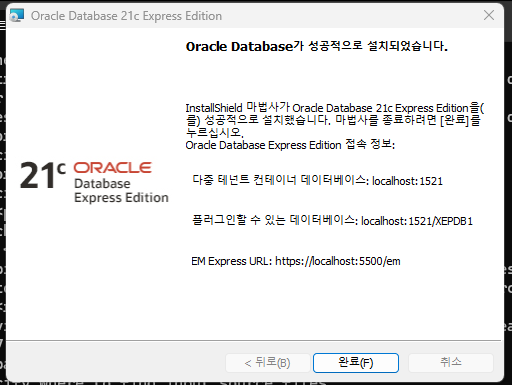 Oracle Database 21c Express Edition
Oracle Database가 성공적으로 설치되었습니다.
InstallShield 마법사가 Oracle Database 21c Express Edition을(
를) 성공적으로 설치했습니다. 마법사를 종료하려면 [완료]를
누르십시오.
Oracle Database Express Edition 접속 정보:
21c ORACLE
Database
Express Edition
다중 테넌트 컨테이너 데이터베이스: localhost:1521
플러그인할 수 있는 데이터베이스: localhost:1521/XEPDB1
EM Express URL: https://localhost:5500/em
< 뒤로(B)
완료(F)
취소